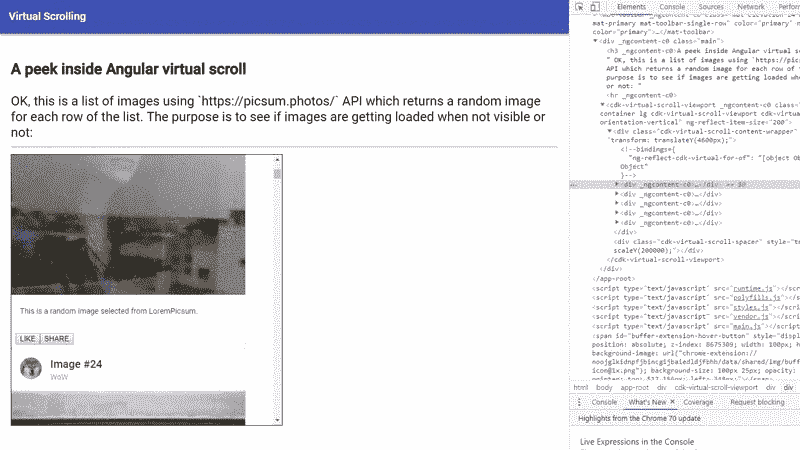 Virtual Scrolling
A peek inside Angular virtual scroll
OK, this is a list of images using `https://picsum.photos/` API which returns a random image
for each row of the list. The purpose is to see if images are getting loaded when not visible or
not:
This is a random image selected from LoremPicsum.
LIKE SHARE
Image #24
WoW
Elements Console Sources Network Perform
mat-primary mat-toolbar-single-row" color="primary"
color="primary">…</mat-toolbar>
▼<div _ngcontent-c0 class="main">
<h3 _ngcontent-c0>A peek inside Angular virtual s
" OK, this is a list of images using `https://pics
API which returns a random image for each row of
purpose is to see if images are getting loaded whe
or not: "
<hr _ngcontent-c0>
▼<cdk-virtual-scroll-viewport _ngcontent-c0 class="
container lg cdk-virtual-scroll-viewport cdk-virtua
orientation-vertical" ng-reflect-item-size="200">
▼<div class="cdk-virtual-scroll-content-wrapper"
"transform: translateY(4600px);">
<!--bindings={
"ng-reflect-cdk-virtual-for-of": "[object Ob
Object"
}-->
▶<div _ngcontent-c0>…</div> == $0
▶<div _ngcontent-c0>…</div>
▶<div _ngcontent-c0>…</div>
▶<div _ngcontent-c0>…</div>
▶<div _ngcontent-c0>…</div>
</div>
<div class="cdk-virtual-scroll-spacer" style="t
scaleY(200000);"></div>
</cdk-virtual-scroll-viewport>
</div>
</app-root>
<script type="text/javascript" src="runtime.js"></sc
<script type="text/javascript" src="polyfills.js"></
<script type="text/javascript" src="styles.js"></scr
<script type="text/javascript" src="vendor.js"></scr
<script type="text/javascript" src="main.js"></scrip
<span id="buffer-extension-hover-button" style="displ
position: absolute; z-index: 8675309; width: 100px; h
background-image: url("chrome-extension://
noojglkidnpfjbincgijbaiedldjfbhh/data/shared/img/buff
icon@1x.png"); background-size: 100px 25px; opacity:
html body app-root div cdk-virtual-scroll-viewport div div
Console What's New × Coverage Request blocking
Highlights from the Chrome 70 update
Live Expressions in the Console